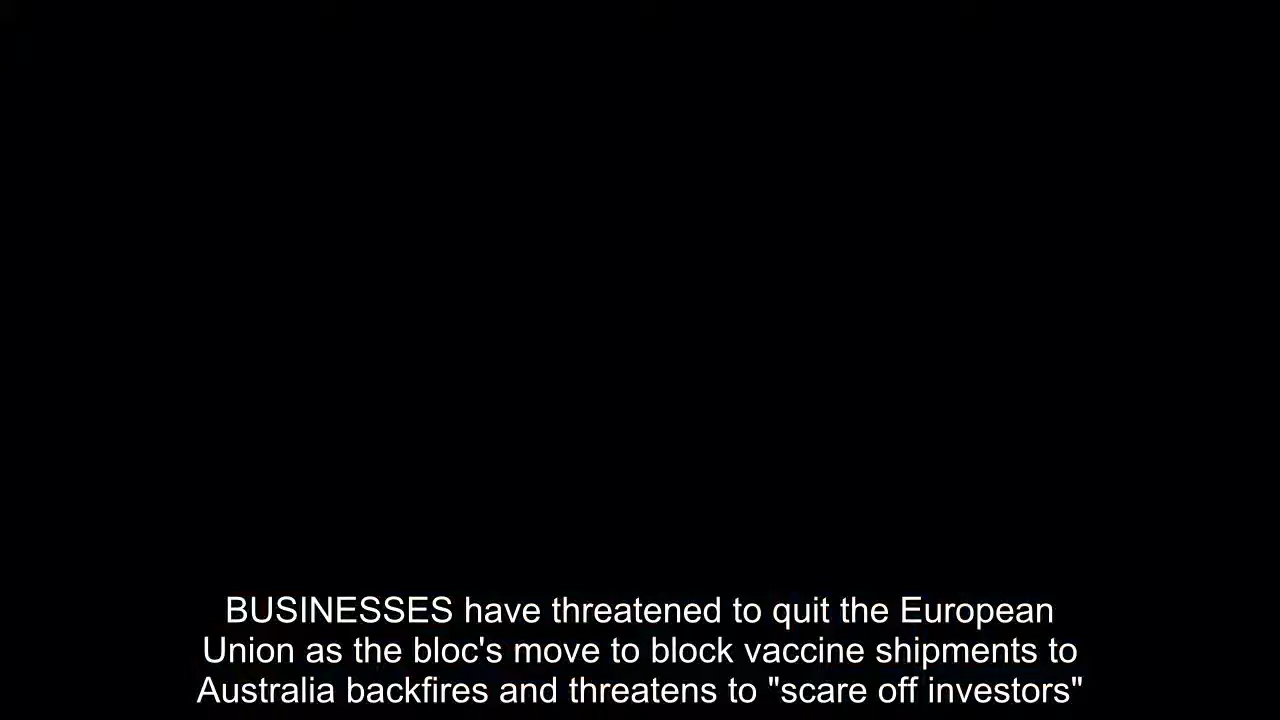 BUSINESSES have threatened to quit the European
Union as the bloc's move to block vaccine shipments to
Australia backfires and threatens to "scare off investors"